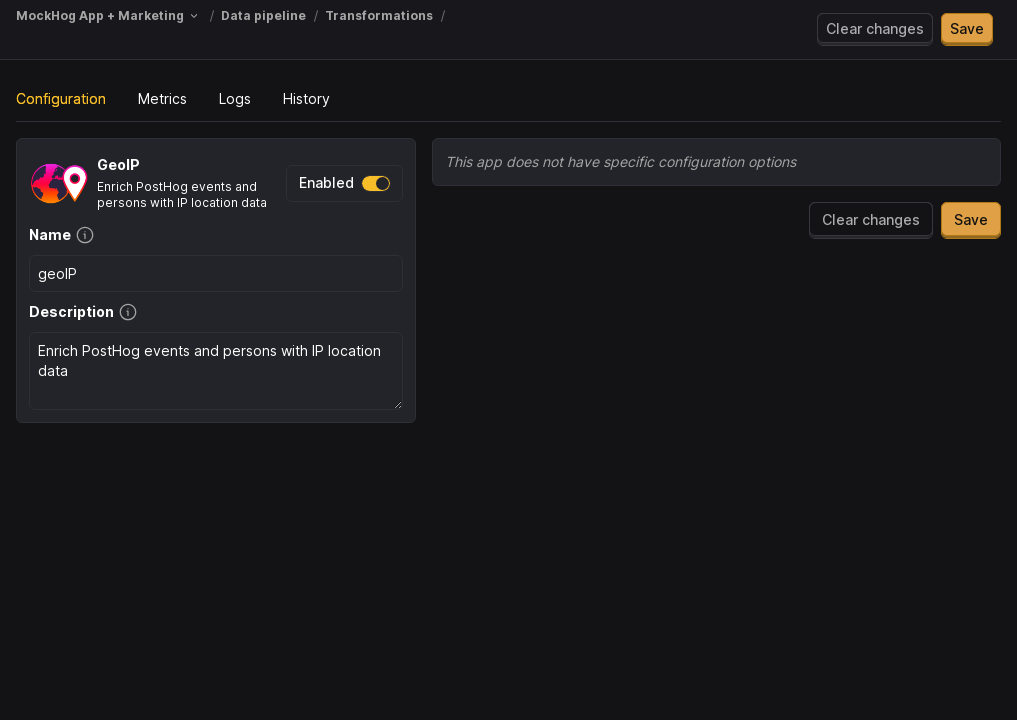 MockHog App + Marketing / Data pipeline / Transformations /
Clear changes Save
Configuration Metrics Logs History
GeoIP
Enrich PostHog events and
persons with IP location data
Enabled
This app does not have specific configuration options
Clear changes Save
Name
geoIP
Description
Enrich PostHog events and persons with IP location
data